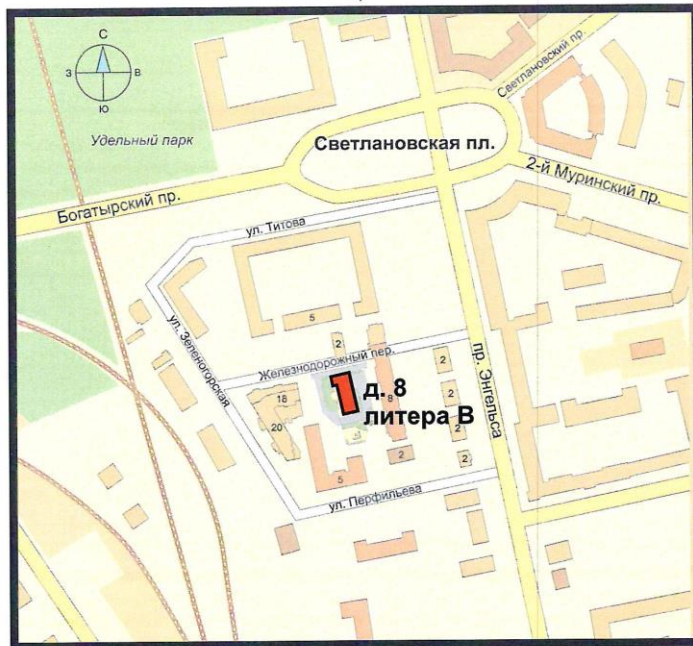 С
З
В
Ю
Удельный парк
Светлановский пр.
Светлановская пл.
2-й Муринский пр.
Богатырский пр.
ул. Титова
ул. Зеленогорская
5
2
Железнодорожный пер.
пр. Энгельса
2
18
д. 8
8
2
литера В
20
2
2
2
5
ул. Перфильева